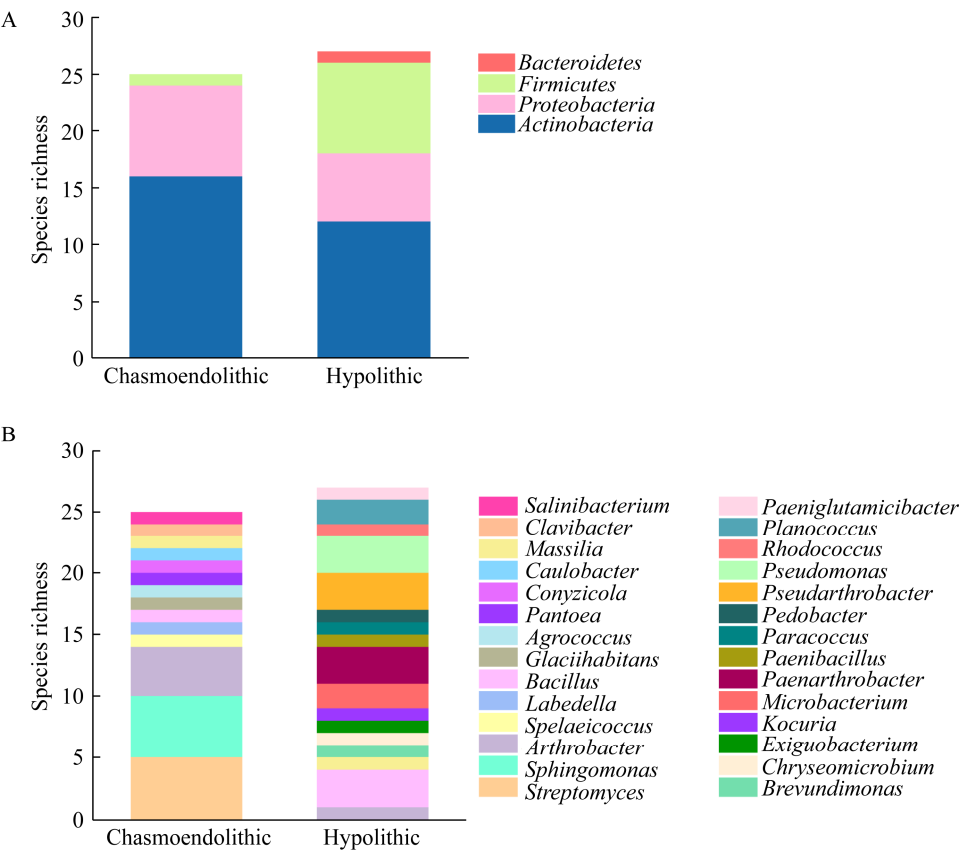 A
30
25
20
15
10
5
0
Species richness
Chasmoendolithic
Hypolithic
Bacteroidetes
Firmicutes
Proteobacteria
Actinobacteria
B
30
25
20
15
10
5
0
Species richness
Chasmoendolithic
Hypolithic
Salinibacterium
Clavibacter
Massilia
Caulobacter
Conyzicola
Pantoea
Agrococcus
Glaciihabitans
Bacillus
Labedella
Spelaeicoccus
Arthrobacter
Sphingomonas
Streptomyces
Paeniglutamicibacter
Planococcus
Rhodococcus
Pseudomonas
Pseudarthrobacter
Pedobacter
Paracoccus
Paenibacillus
Paenarthrobacter
Microbacterium
Kocuria
Exiguobacterium
Chryseomicrobium
Brevundimonas